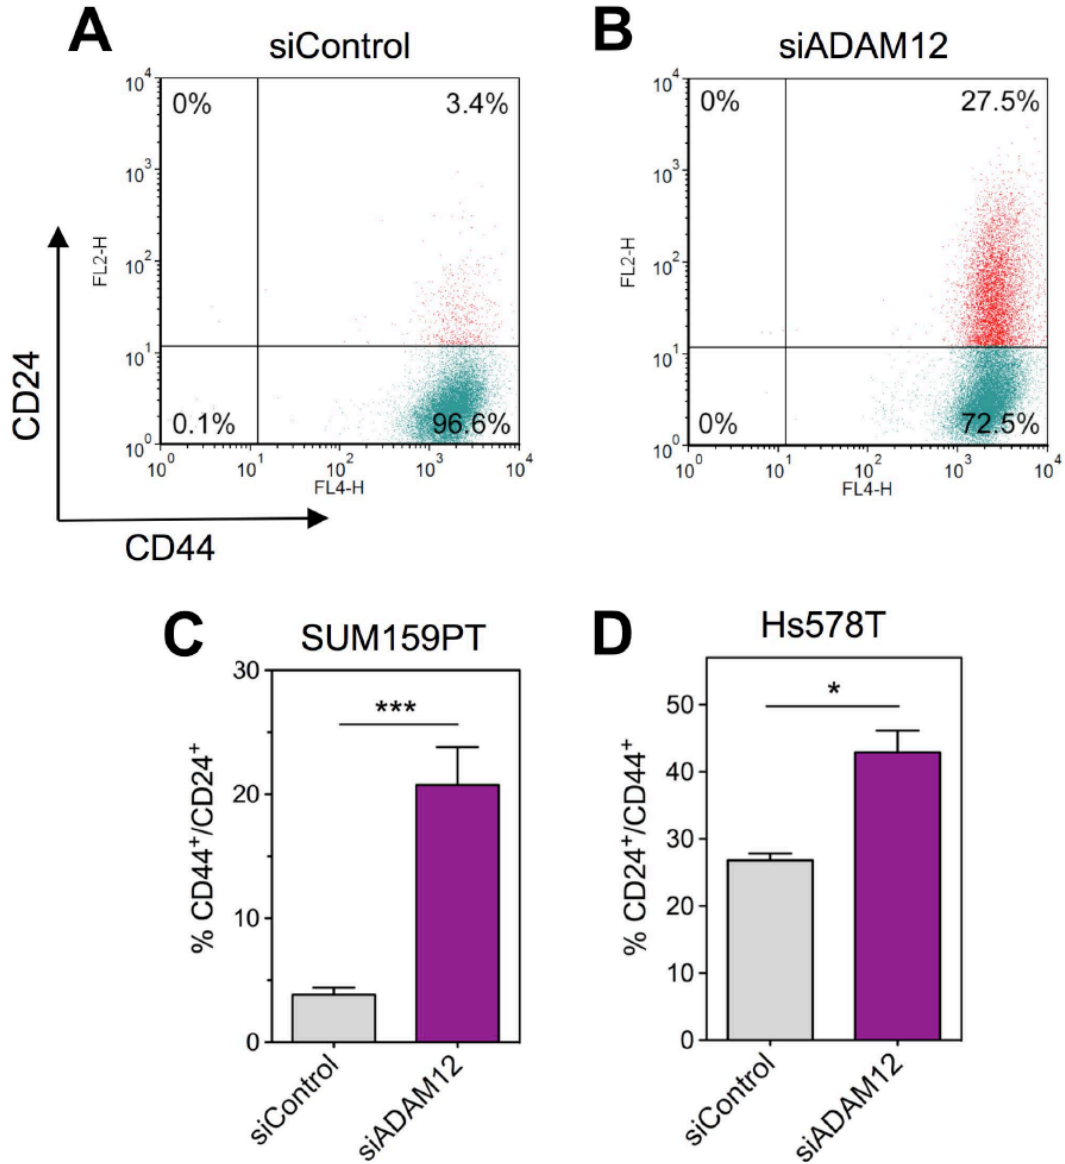 A
siControl
10⁴
10³
10²
10¹
10⁰
FL2-H
0%
3.4%
0.1%
96.6%
10⁰ 10¹ 10² 10³ 10⁴
FL4-H
CD24
CD44
B
siADAM12
10⁴
10³
10²
10¹
10⁰
FL2-H
0%
27.5%
0%
72.5%
10⁰ 10¹ 10² 10³ 10⁴
FL4-H
C
SUM159PT
% CD44⁺/CD24⁺
30
20
10
0
***
siControl
siADAM12
D
Hs578T
% CD24⁺/CD44⁺
50
40
30
20
10
0
*
siControl
siADAM12